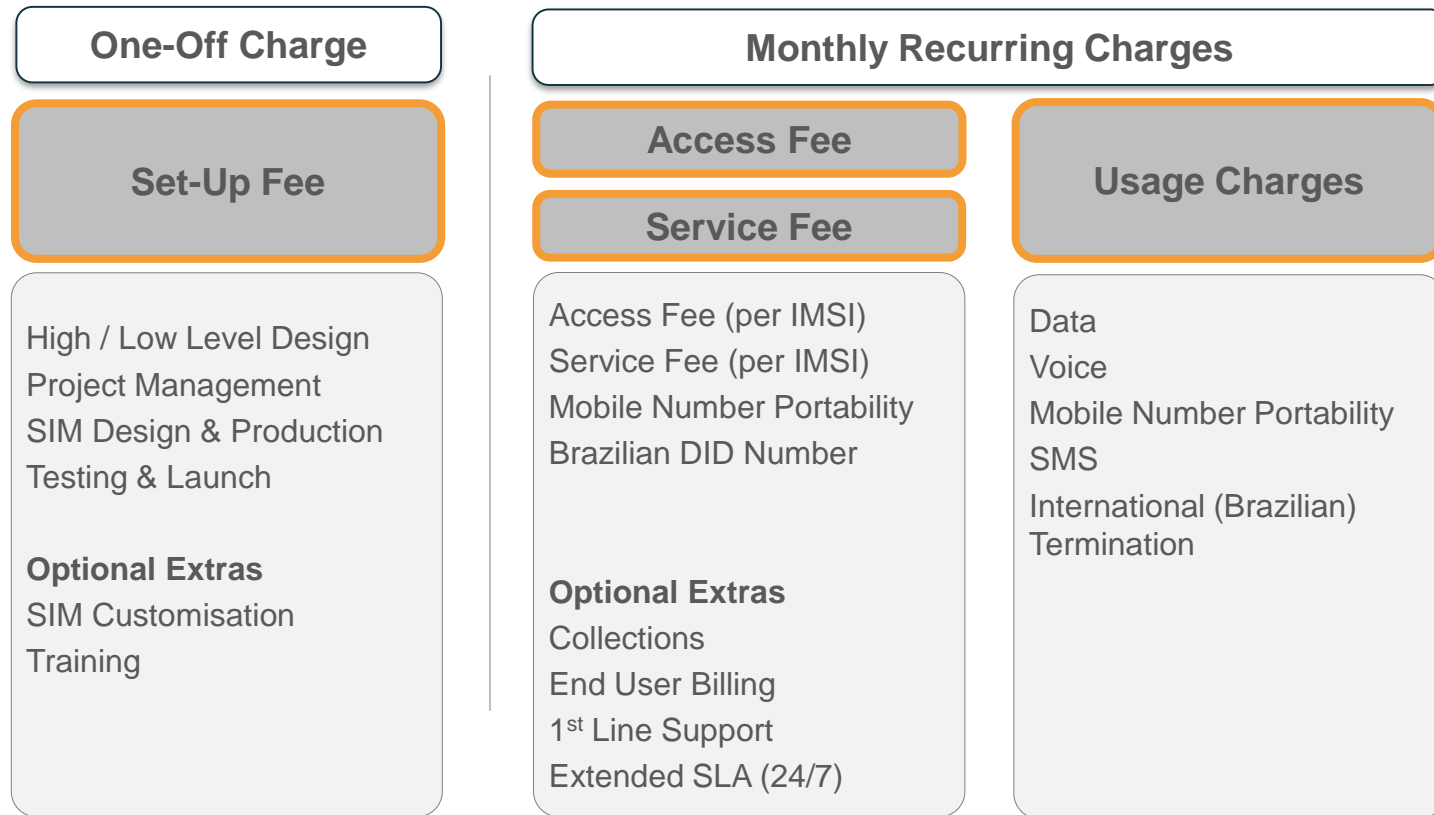 One-Off Charge
Monthly Recurring Charges
Set-Up Fee
High / Low Level Design
Project Management
SIM Design & Production
Testing & Launch
Optional Extras
SIM Customisation
Training
Access Fee
Service Fee
Access Fee (per IMSI)
Service Fee (per IMSI)
Mobile Number Portability
Brazilian DID Number
Optional Extras
Collections
End User Billing
1st Line Support
Extended SLA (24/7)
Usage Charges
Data
Voice
Mobile Number Portability
SMS
International (Brazilian)
Termination